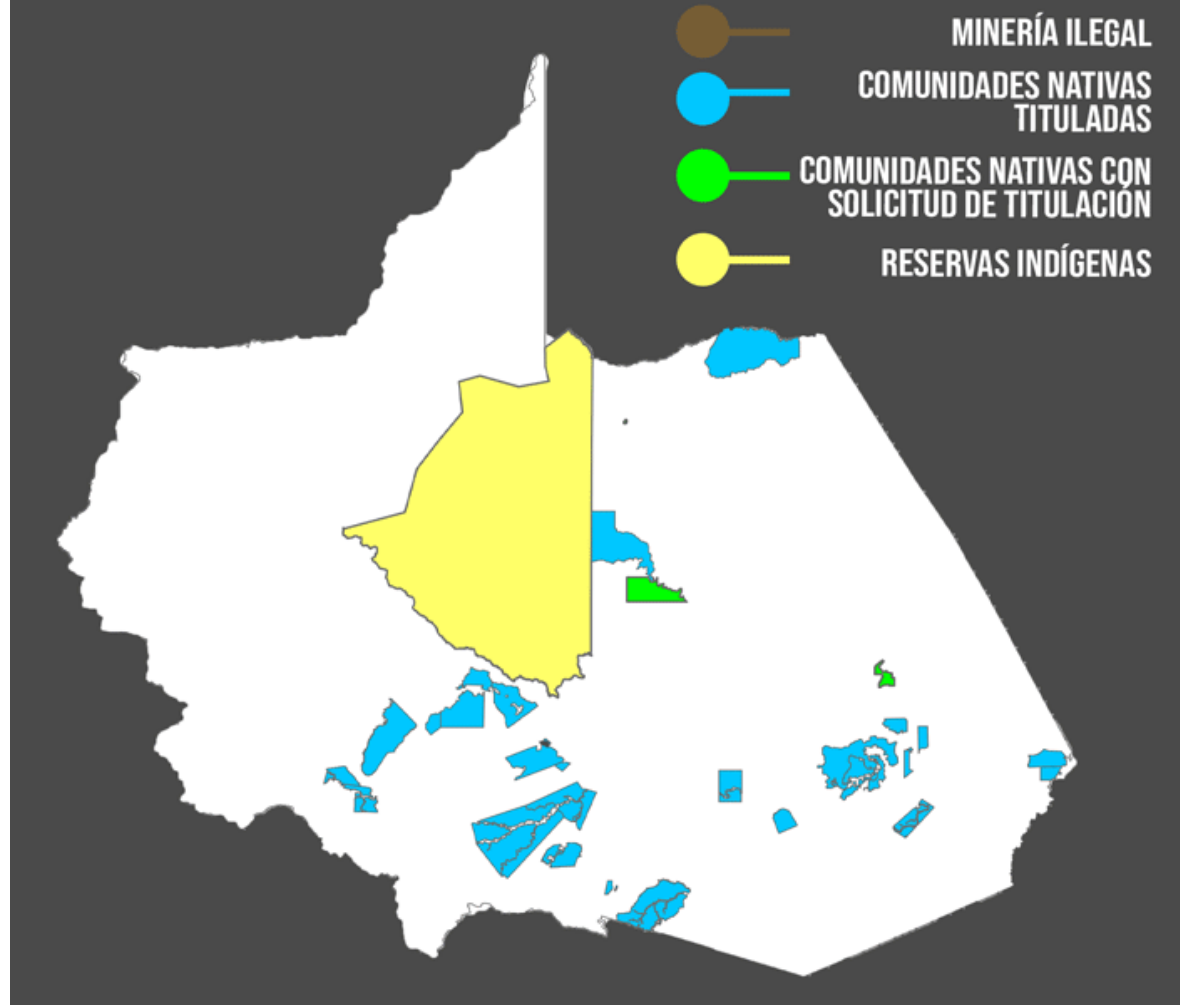 MINERÍA ILEGAL
COMUNIDADES NATIVAS
TITULADAS
COMUNIDADES NATIVAS CON
SOLICITUD DE TITULACIÓN
RESERVAS INDÍGENAS